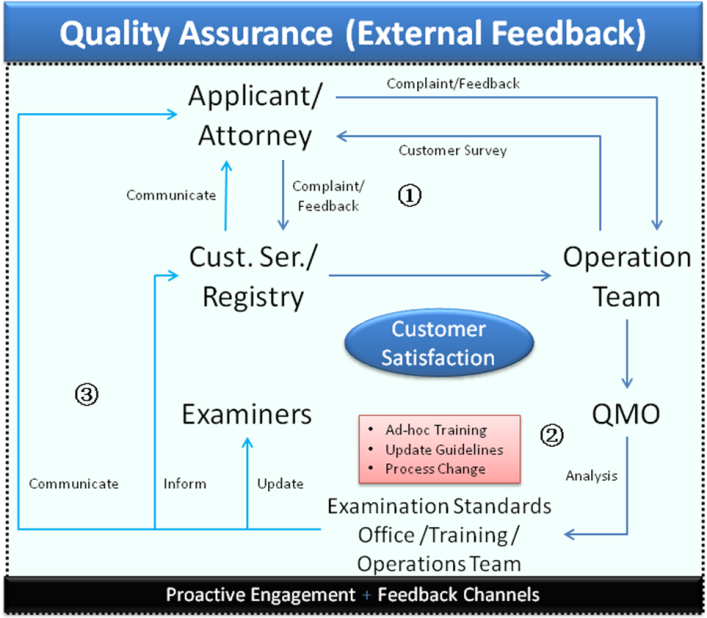 Quality Assurance (External Feedback)
Applicant/
Attorney
Complaint/Feedback
Customer Survey
Communicate
Complaint/
Feedback
①
Cust. Ser./
Registry
Operation
Team
Customer
Satisfaction
③
Examiners
• Ad-hoc Training
• Update Guidelines
• Process Change
②
QMO
Analysis
Communicate
Inform
Update
Examination Standards
Office /Training /
Operations Team
Proactive Engagement + Feedback Channels